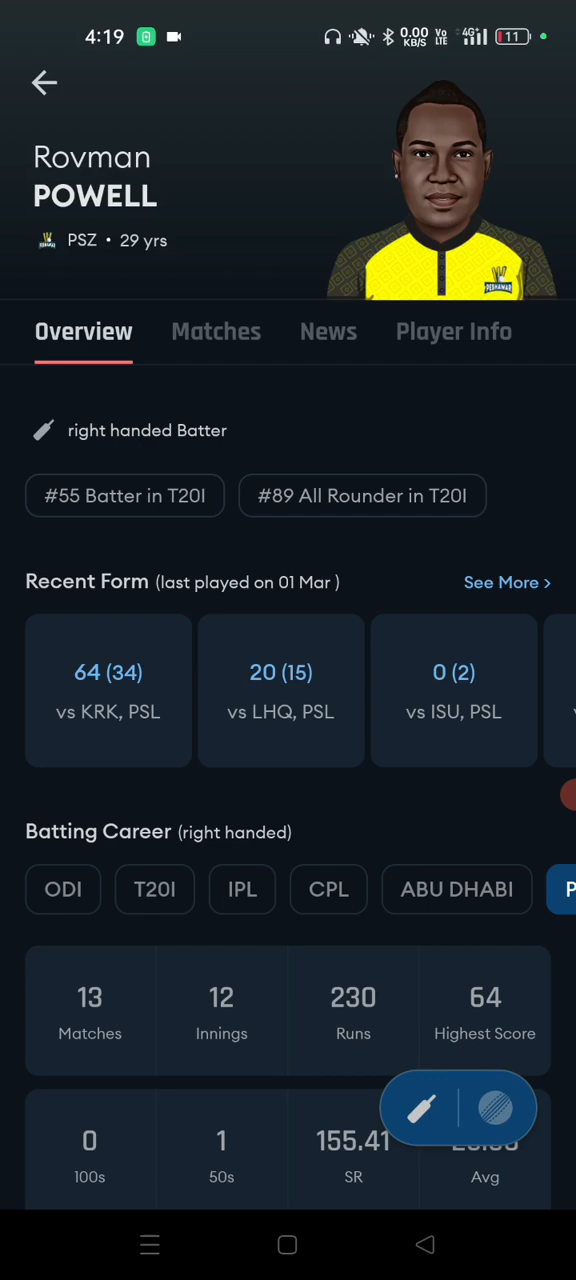 4:19 0.00 KB/S Vo LTE 4G+ 11
Rovman
POWELL
PSZ • 29 yrs
PESHAWAR
Overview Matches News Player Info
right handed Batter
#55 Batter in T20I #89 All Rounder in T20I
Recent Form (last played on 01 Mar ) See More >
64 (34) 20 (15) 0 (2)
vs KRK, PSL vs LHQ, PSL vs ISU, PSL
Batting Career (right handed)
ODI T20I IPL CPL ABU DHABI
13 12 230 64
Matches Innings Runs Highest Score
0 1 155.41
100s 50s SR Avg